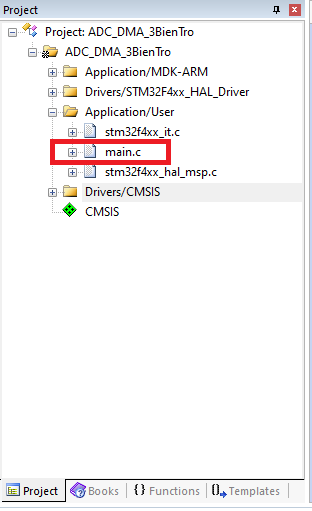 Project
Project: ADC_DMA_3BienTro
ADC_DMA_3BienTro
Application/MDK-ARM
Drivers/STM32F4xx_HAL_Driver
Application/User
stm32f4xx_it.c
main.c
stm32f4xx_hal_msp.c
Drivers/CMSIS
CMSIS
Project Books {} Functions Templates